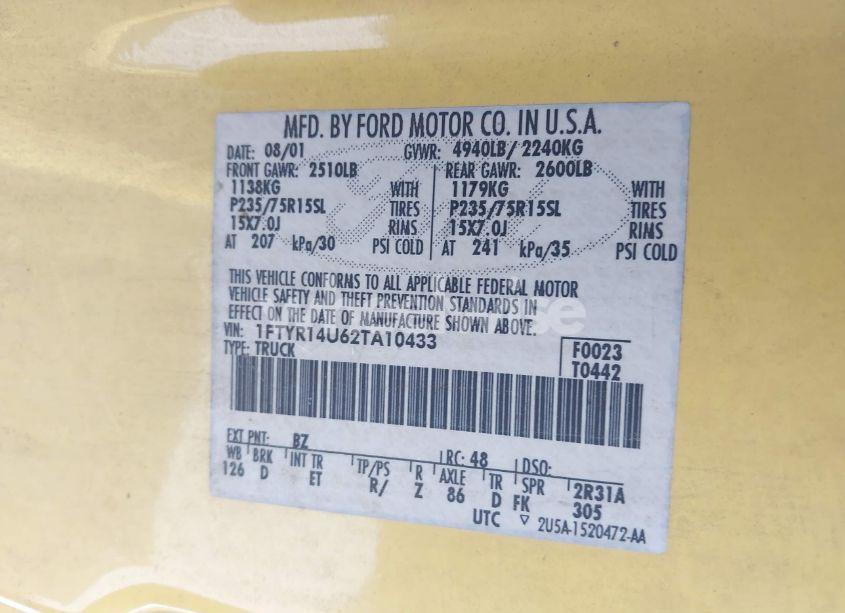 MFD. BY FORD MOTOR CO. IN U.S.A.
DATE: 08/01 GVWR: 4940LB/ 2240KG
FRONT GAWR: 2510LB REAR GAWR: 2600LB
1138KG WITH 1179KG WITH
P235/75R15SL TIRES P235/75R15SL TIRES
15X7.0J RIMS 15X7.0J RIMS
AT 207 kPa/30 PSI COLD AT 241 kPa/35 PSI COLD
THIS VEHICLE CONFORMS TO ALL APPLICABLE FEDERAL MOTOR
VEHICLE SAFETY AND THEFT PREVENTION STANDARDS IN
EFFECT ON THE DATE OF MANUFACTURE SHOWN ABOVE.
VIN: 1FTYR14U62TA10433 F0023
TYPE: TRUCK T0442
EXT PNT: BZ RC: 48 DSO:
WB BRK INT TR TP/PS R AXLE TR SPR 2R31A
126 D ET R/ Z 86 D FK 305
UTC ▽ 2U5A-1520472-AA